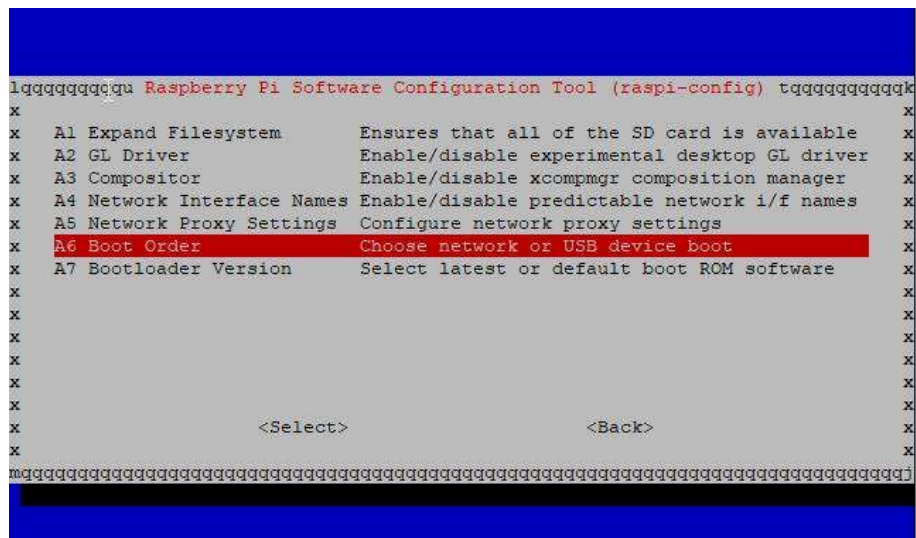 lqqqqqqqqqu Raspberry Pi Software Configuration Tool (raspi-config) tqqqqqqqqqqk
x x
x A1 Expand Filesystem Ensures that all of the SD card is available x
x A2 GL Driver Enable/disable experimental desktop GL driver x
x A3 Compositor Enable/disable xcompmgr composition manager x
x A4 Network Interface Names Enable/disable predictable network i/f names x
x A5 Network Proxy Settings Configure network proxy settings x
x A6 Boot Order Choose network or USB device boot x
x A7 Bootloader Version Select latest or default boot ROM software x
x x
x x
x x
x x
x x
x x
x <Select> <Back> x
x x
mqqqqqqqqqqqqqqqqqqqqqqqqqqqqqqqqqqqqqqqqqqqqqqqqqqqqqqqqqqqqqqqqqqqqqqqqqqqqqqj